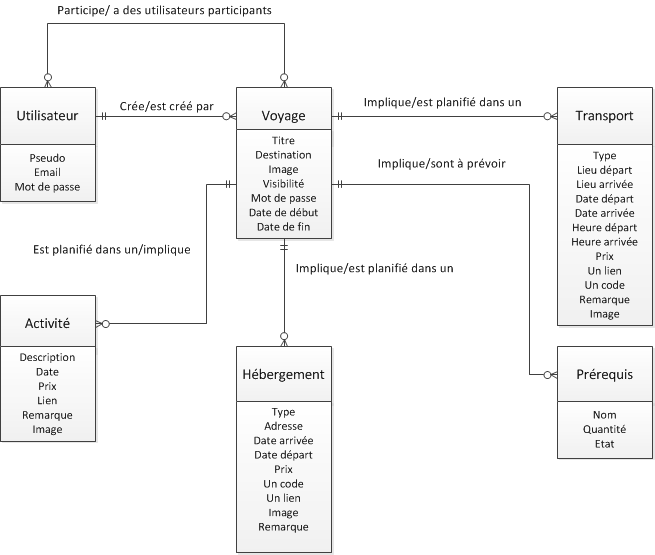 Participe/ a des utilisateurs participants
Utilisateur
Pseudo
Email
Mot de passe
Crée/est créé par
Voyage
Titre
Destination
Image
Visibilité
Mot de passe
Date de début
Date de fin
Implique/est planifié dans un
Transport
Type
Lieu départ
Lieu arrivée
Date départ
Date arrivée
Heure départ
Heure arrivée
Prix
Un lien
Un code
Remarque
Image
Implique/sont à prévoir
Est planifié dans un/implique
Implique/est planifié dans un
Activité
Description
Date
Prix
Lien
Remarque
Image
Hébergement
Type
Adresse
Date arrivée
Date départ
Prix
Un code
Un lien
Image
Remarque
Prérequis
Nom
Quantité
Etat